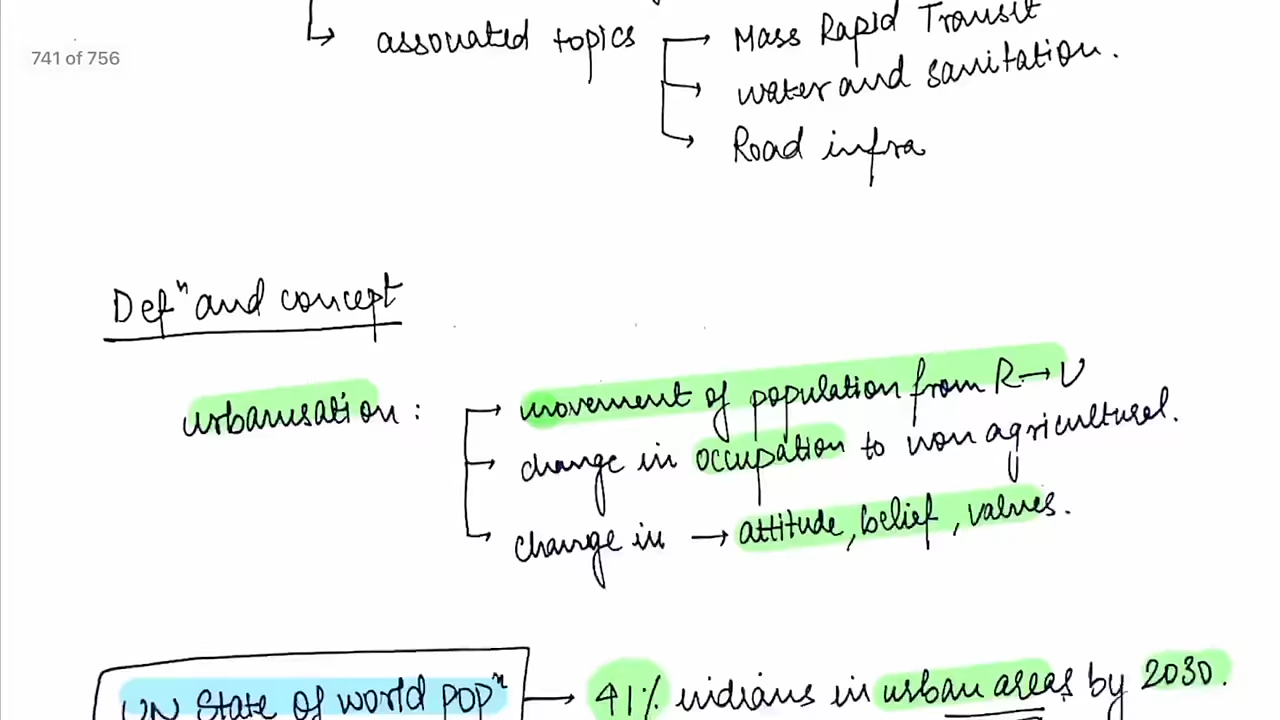 ↳ associated topics → Mass Rapid Transit
741 of 756
→ water and sanitation.
→ Road infra
Defⁿ and concept
urbanisation : → movement of population from R→U
→ change in occupation to non agricultural.
→ change in → attitude, belief, values.
UN State of world popⁿ → 41% indians in urban areas by 2030.